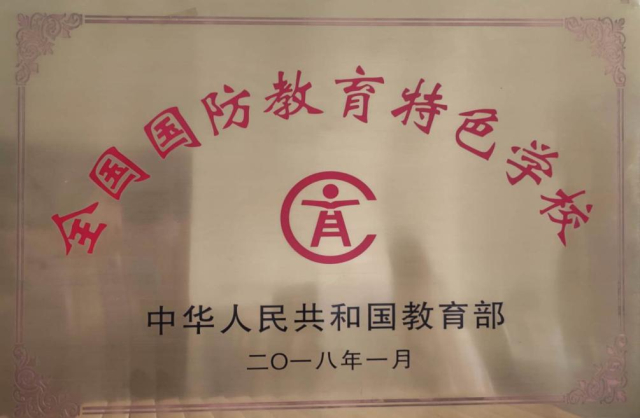 全国国防教育特色学校
中华人民共和国教育部
二〇一八年一月